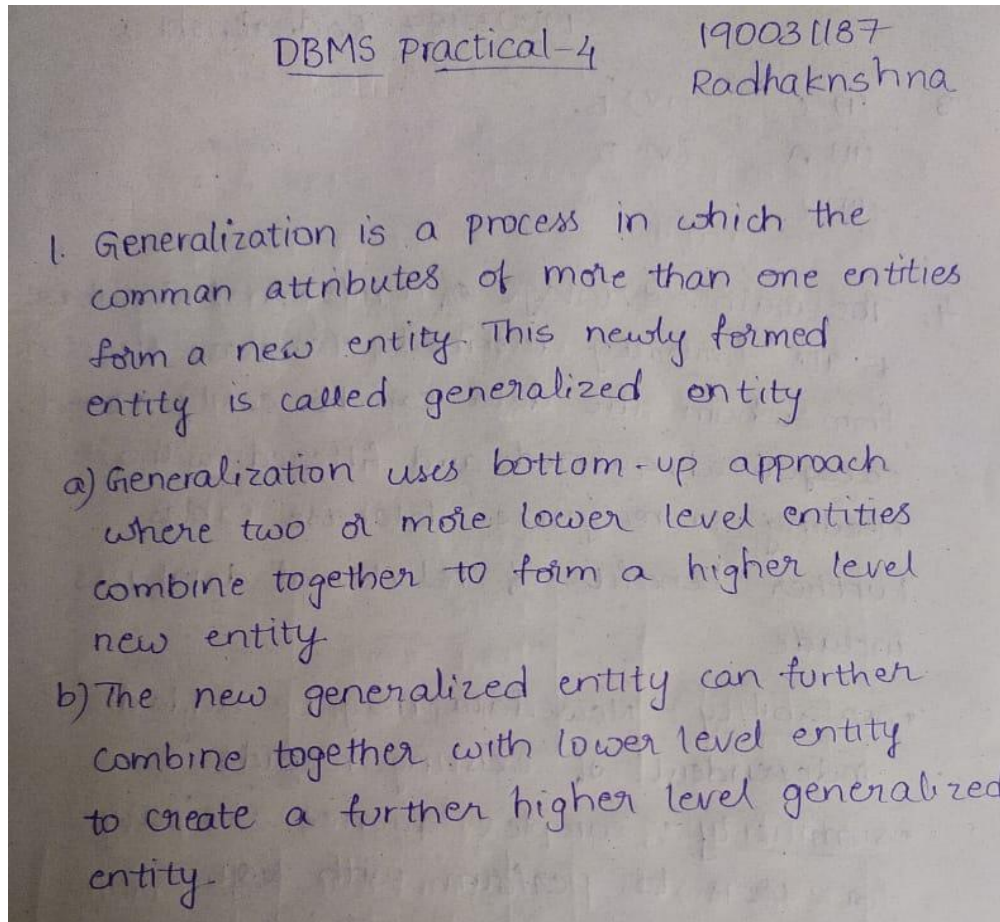 DBMS Practical-4
190031187
Radhakrishna
1. Generalization is a process in which the
comman attributes of more than one entities
form a new entity. This newly formed
entity is called generalized entity
a) Generalization uses bottom-up approach
where two or more lower level entities
combine together to form a higher level
new entity.
b) The new generalized entity can further
combine together with lower level entity
to create a further higher level generalized
entity.